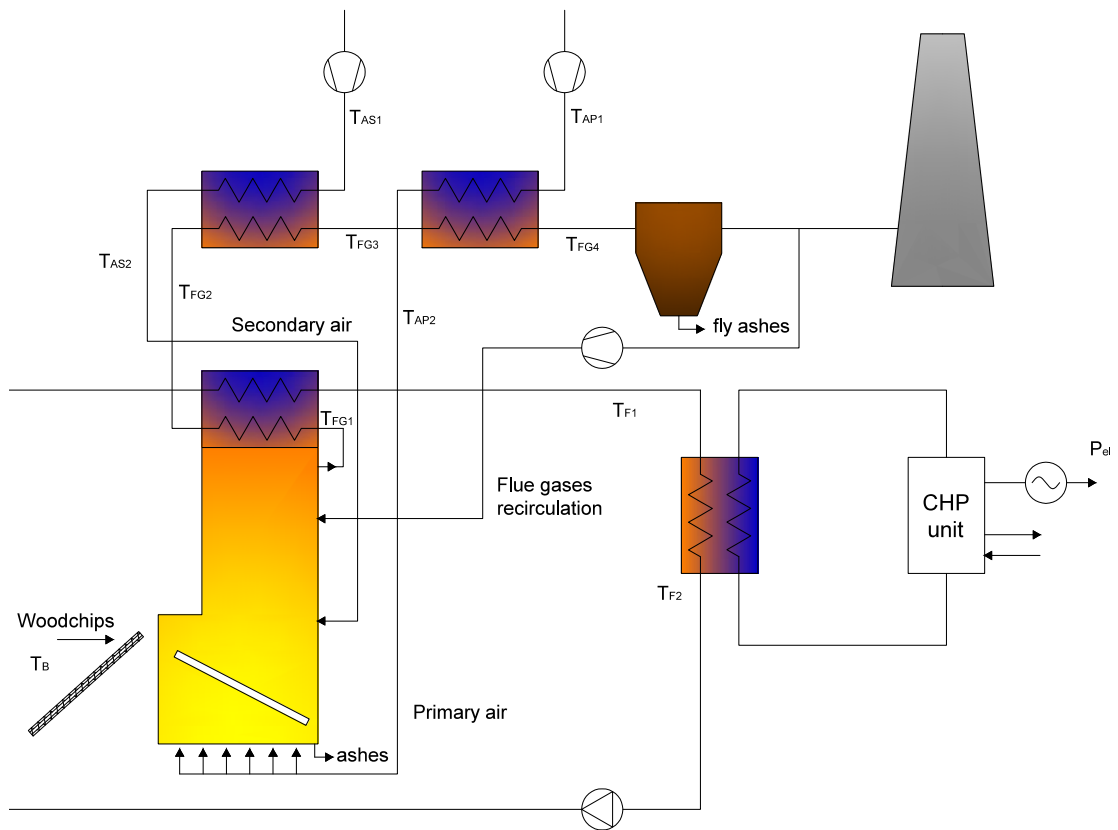 TAS1
TAP1
TFG3
TFG4
TAS2
TFG2
TAP2
Secondary air
fly ashes
TFG1
TF1
Pel
Flue gases
recirculation
CHP
unit
TF2
Woodchips
TB
Primary air
ashes